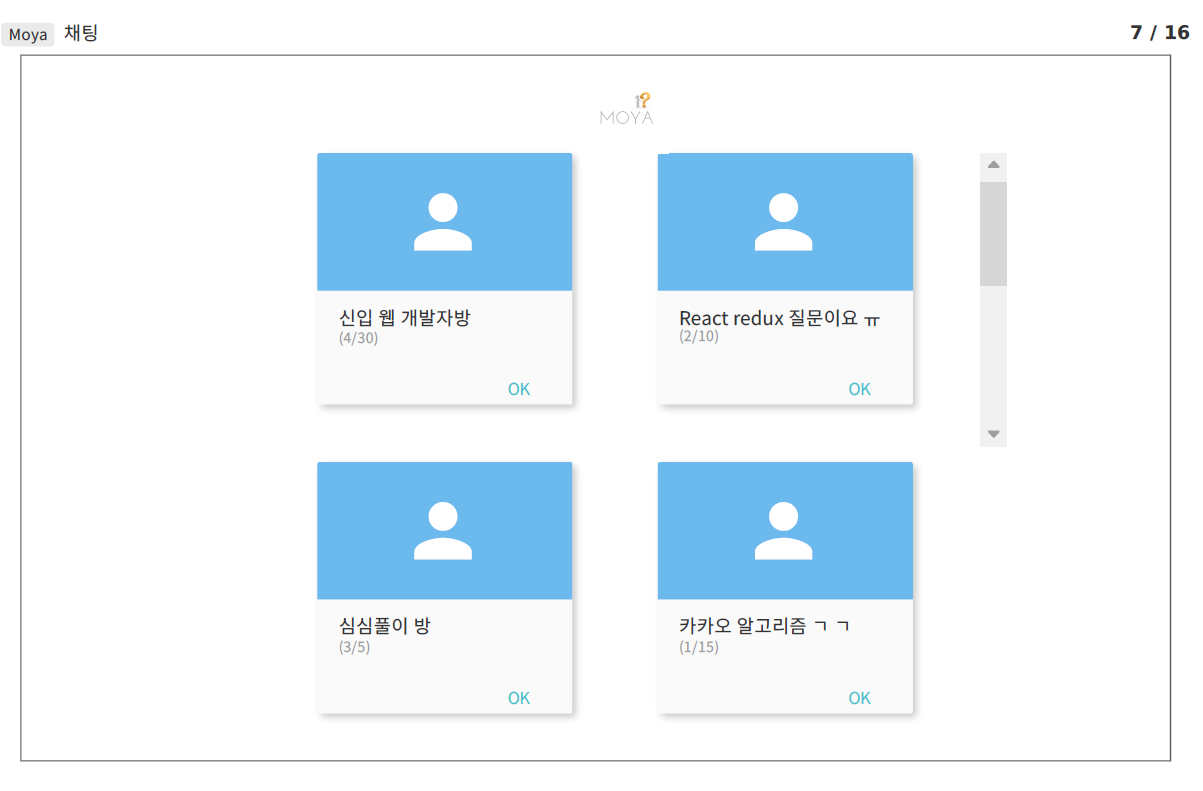 Moya 채팅
7 / 16
MOYA
신입 웹 개발자방
(4/30)
OK
React redux 질문이요 ㅠ
(2/10)
OK
심심풀이 방
(3/5)
OK
카카오 알고리즘 ㄱ ㄱ
(1/15)
OK